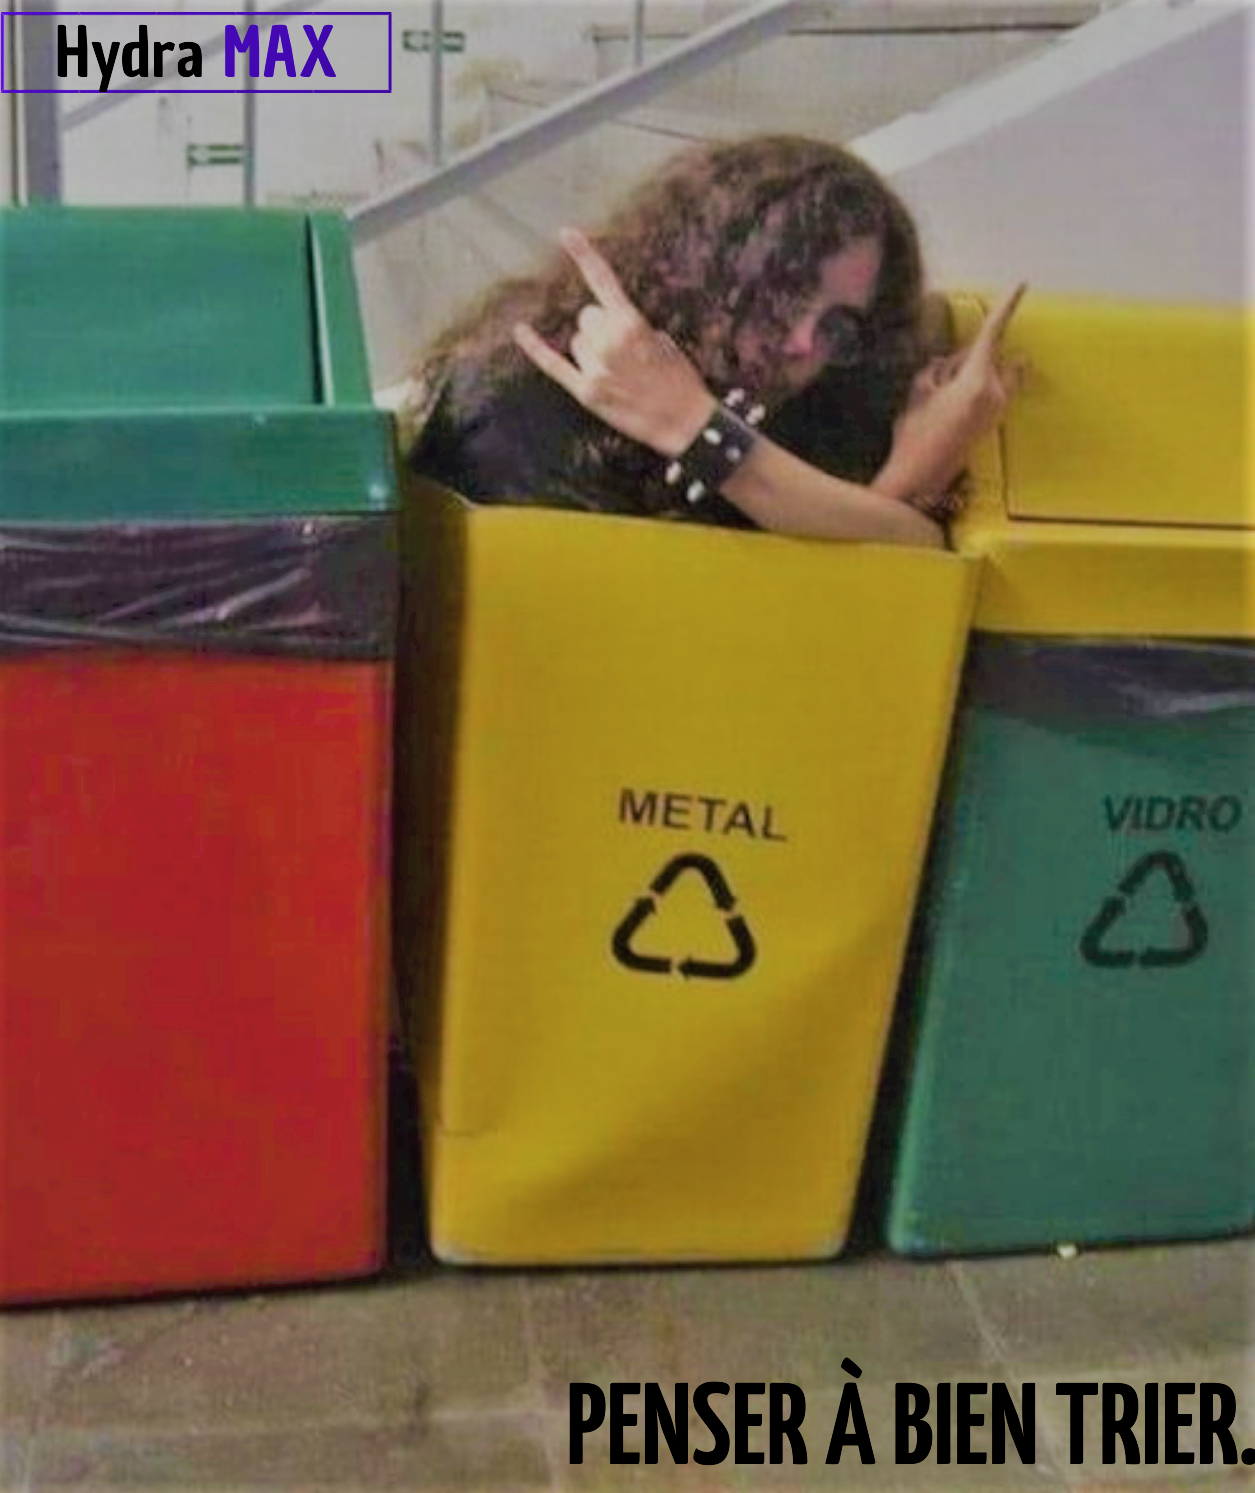 Hydra MAX
METAL
VIDRO
PENSER À BIEN TRIER.